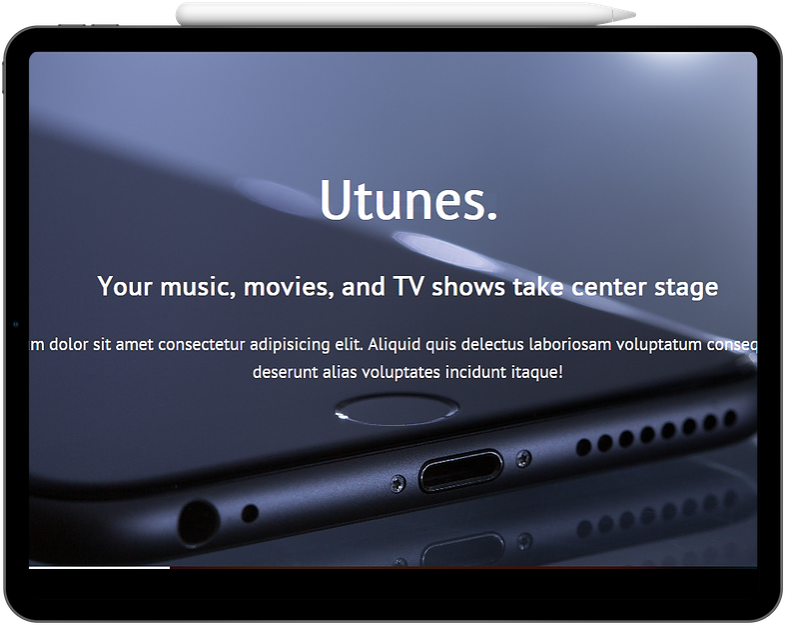 Utunes.
Your music, movies, and TV shows take center stage
dolor sit amet consectetur adipisicing elit. Aliquid quis delectus laboriosam voluptatum
deserunt alias voluptates incidunt itaque!